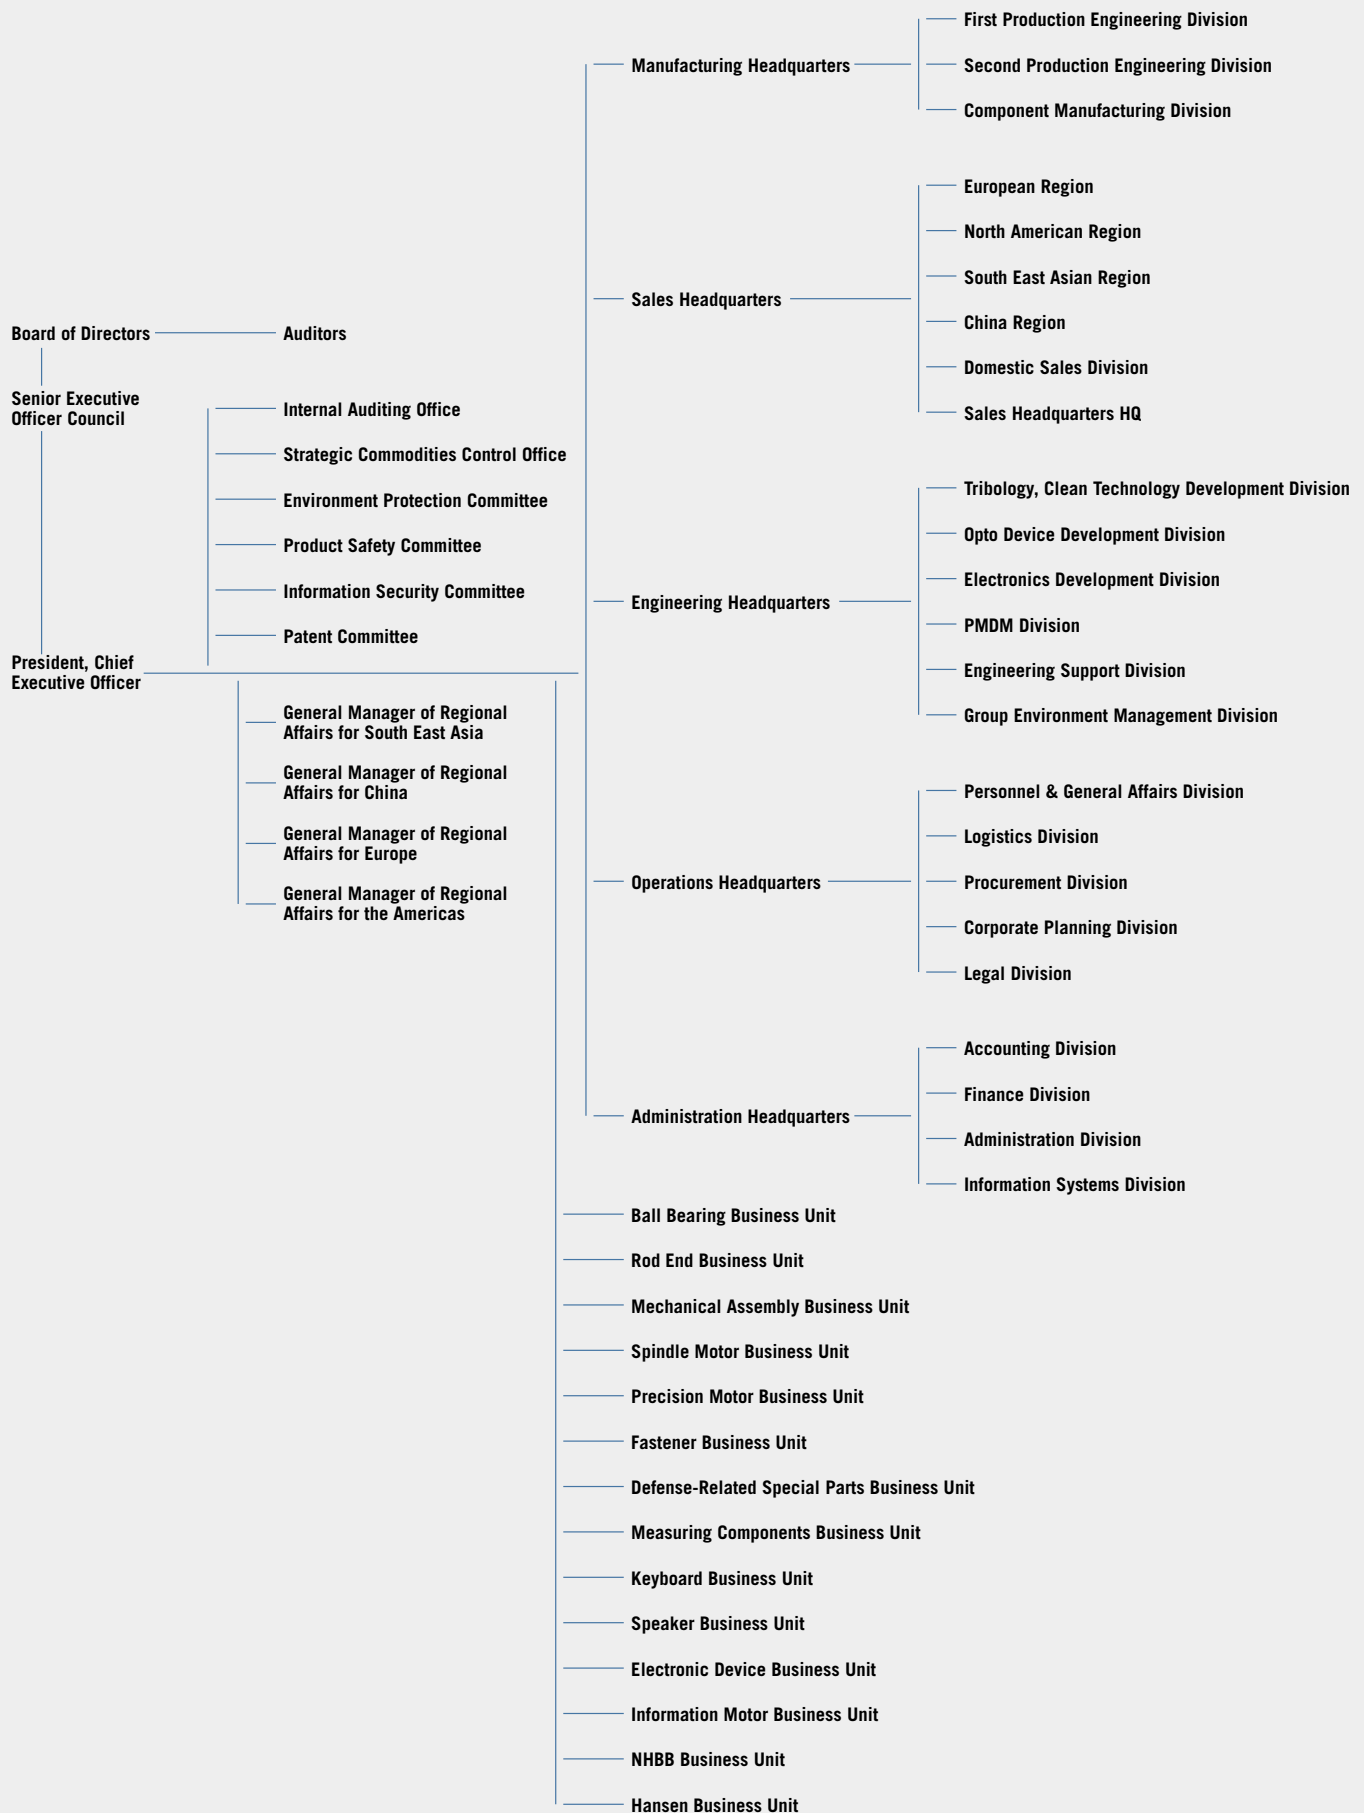 Board of Directors
Auditors
Senior Executive
Officer Council
President, Chief
Executive Officer
Internal Auditing Office
Strategic Commodities Control Office
Environment Protection Committee
Product Safety Committee
Information Security Committee
Patent Committee
General Manager of Regional
Affairs for South East Asia
General Manager of Regional
Affairs for China
General Manager of Regional
Affairs for Europe
General Manager of Regional
Affairs for the Americas
Manufacturing Headquarters
First Production Engineering Division
Second Production Engineering Division
Component Manufacturing Division
Sales Headquarters
European Region
North American Region
South East Asian Region
China Region
Domestic Sales Division
Sales Headquarters HQ
Engineering Headquarters
Tribology, Clean Technology Development Division
Opto Device Development Division
Electronics Development Division
PMDM Division
Engineering Support Division
Group Environment Management Division
Operations Headquarters
Personnel & General Affairs Division
Logistics Division
Procurement Division
Corporate Planning Division
Legal Division
Administration Headquarters
Accounting Division
Finance Division
Administration Division
Information Systems Division
Ball Bearing Business Unit
Rod End Business Unit
Mechanical Assembly Business Unit
Spindle Motor Business Unit
Precision Motor Business Unit
Fastener Business Unit
Defense-Related Special Parts Business Unit
Measuring Components Business Unit
Keyboard Business Unit
Speaker Business Unit
Electronic Device Business Unit
Information Motor Business Unit
NHBB Business Unit
Hansen Business Unit